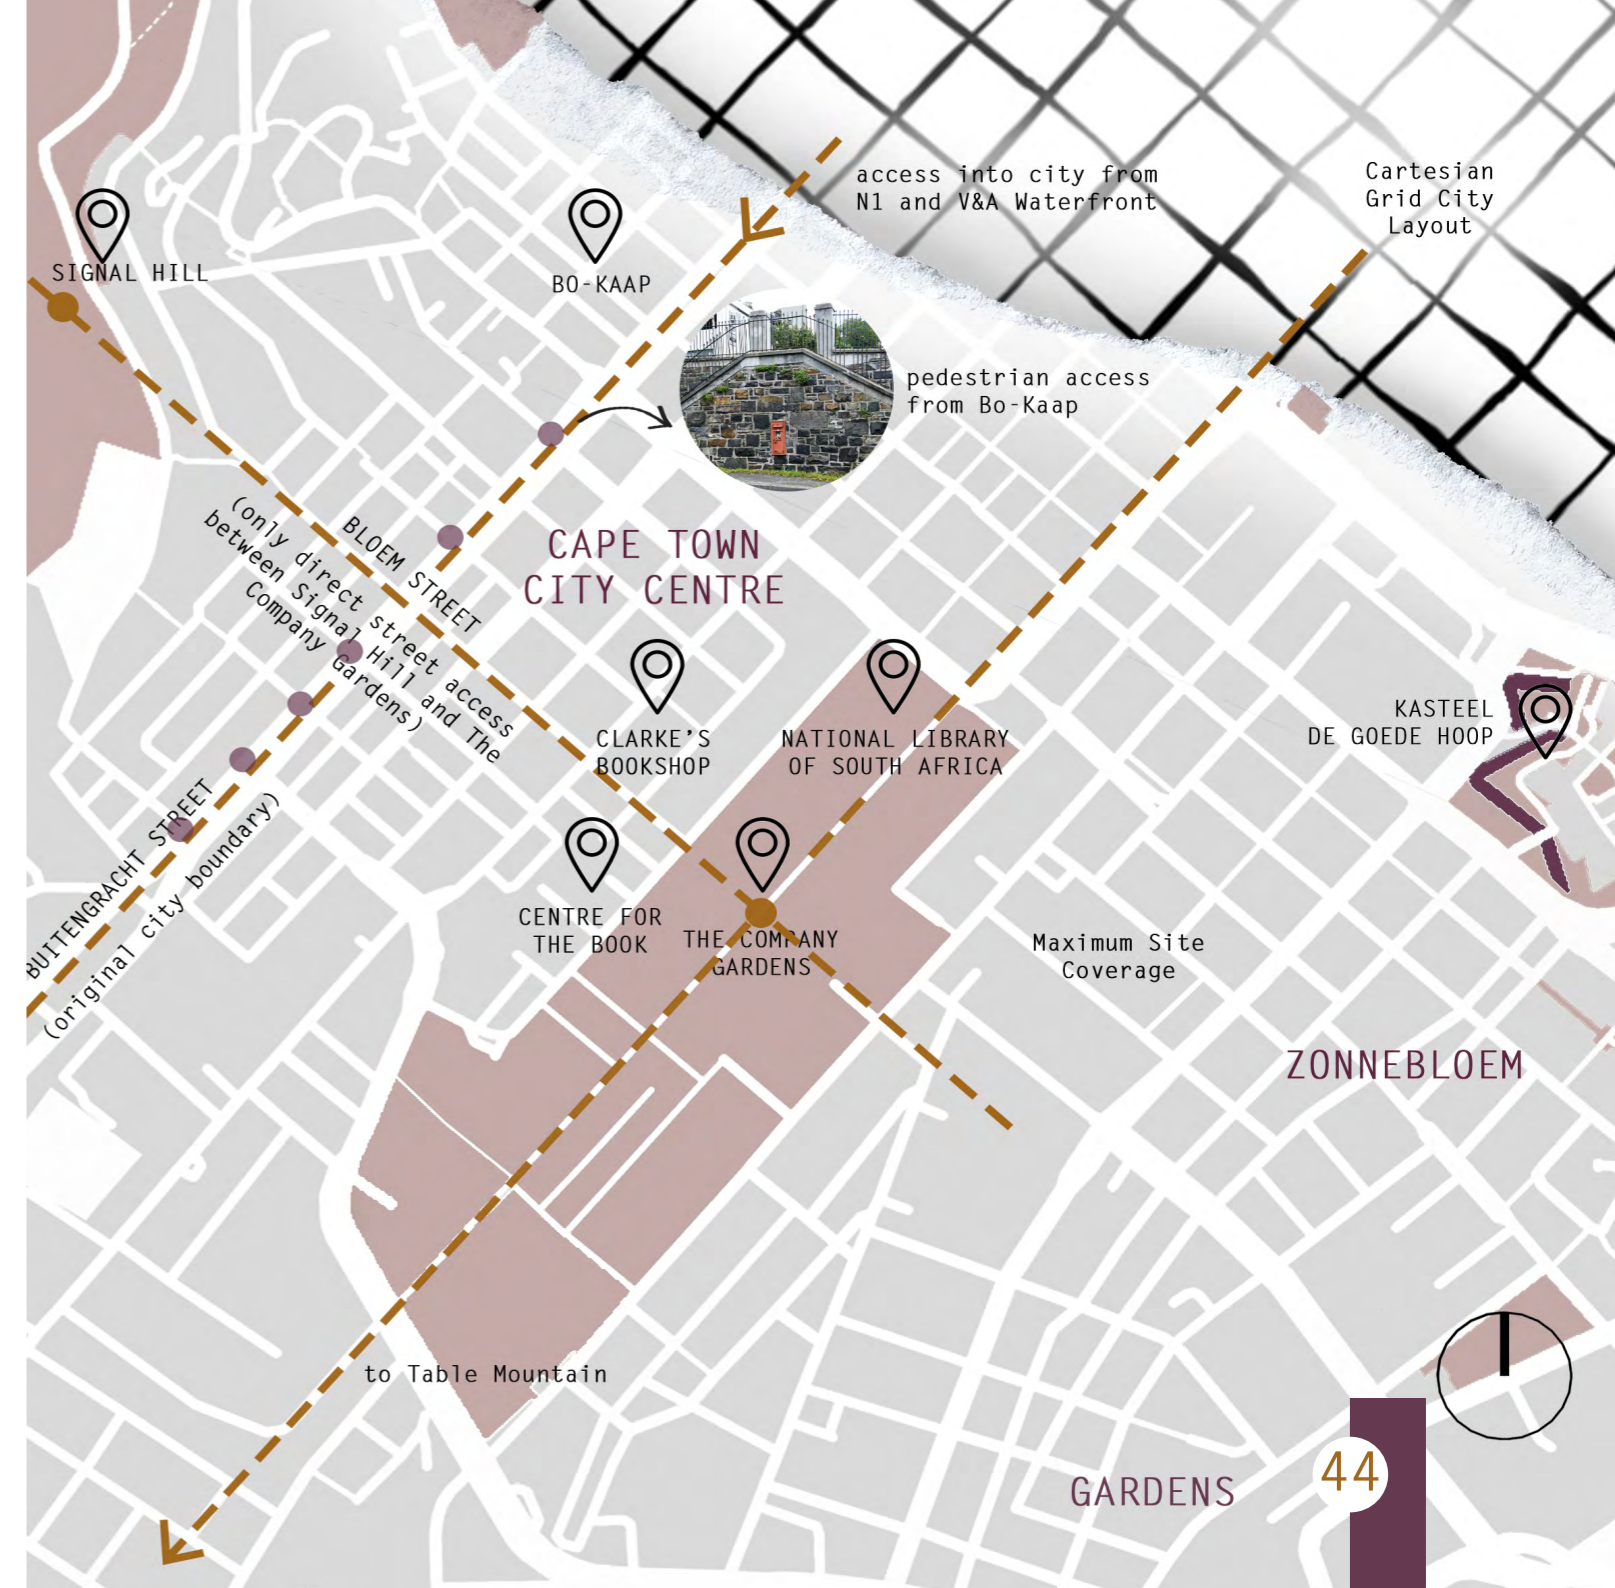 access into city from
N1 and V&A Waterfront
Cartesian
Grid City
Layout
SIGNAL HILL
BO-KAAP
pedestrian access
from Bo-Kaap
BLOEM STREET
(only direct street access
between Signal Hill and The
Company Gardens)
CAPE TOWN
CITY CENTRE
CLARKE’S
BOOKSHOP
NATIONAL LIBRARY
OF SOUTH AFRICA
KASTEEL
DE GOEDE HOOP
BUITENGRACHT STREET
(original city boundary)
CENTRE FOR
THE BOOK
THE COMPANY
GARDENS
Maximum Site
Coverage
ZONNEBLOEM
to Table Mountain
GARDENS
44